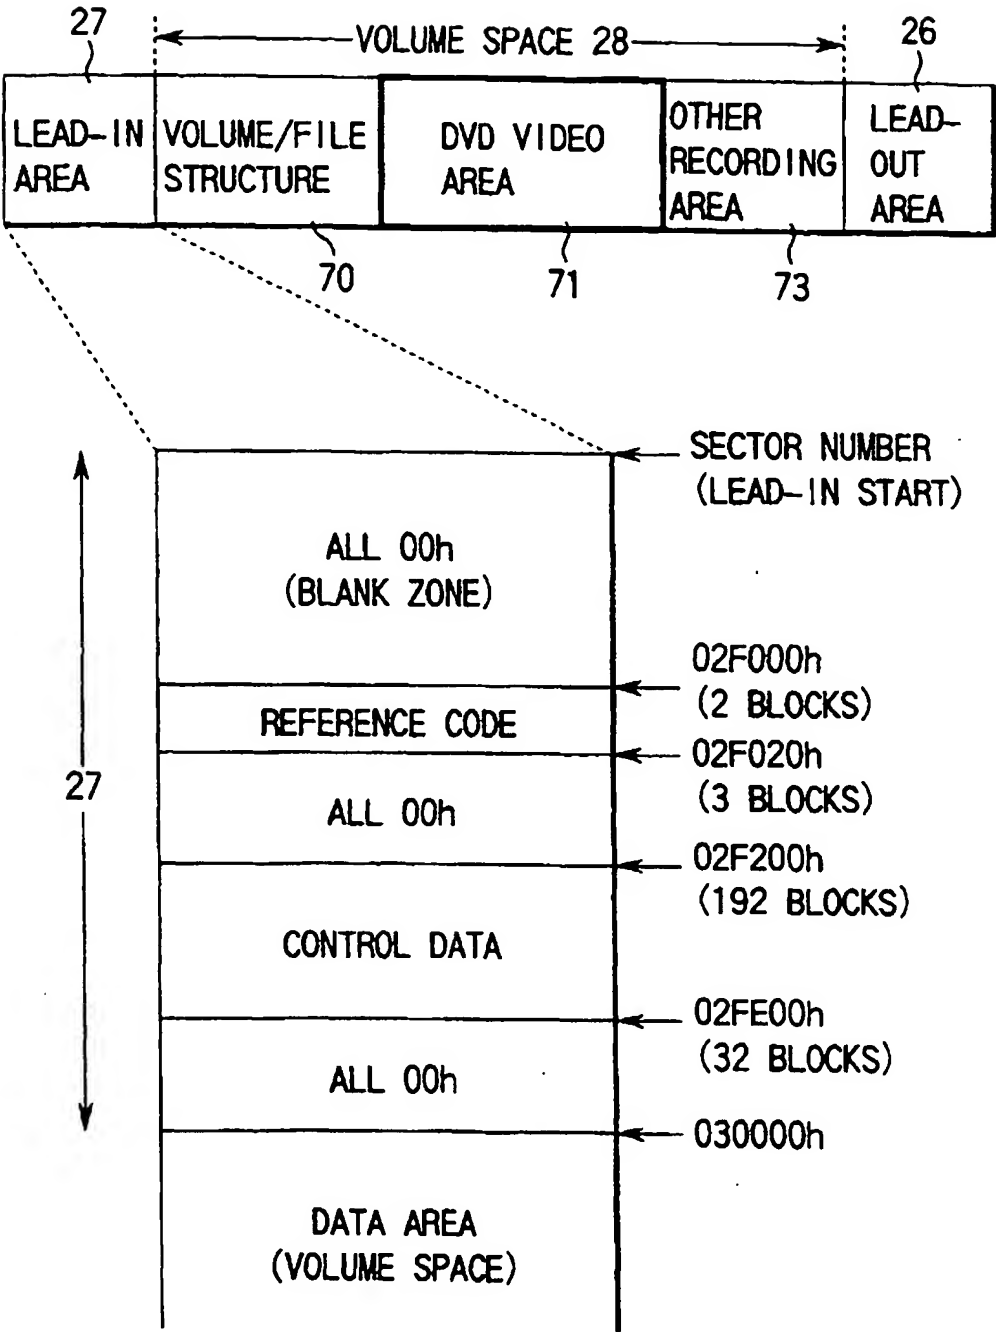 27
VOLUME SPACE 28
26
LEAD-IN
AREA
VOLUME/FILE
STRUCTURE
DVD VIDEO
AREA
OTHER
RECORDING
AREA
LEAD-
OUT
AREA
70
71
73
SECTOR NUMBER
(LEAD-IN START)
ALL 00h
(BLANK ZONE)
02F000h
(2 BLOCKS)
REFERENCE CODE
02F020h
(3 BLOCKS)
27
ALL 00h
02F200h
(192 BLOCKS)
CONTROL DATA
02FE00h
(32 BLOCKS)
ALL 00h
030000h
DATA AREA
(VOLUME SPACE)